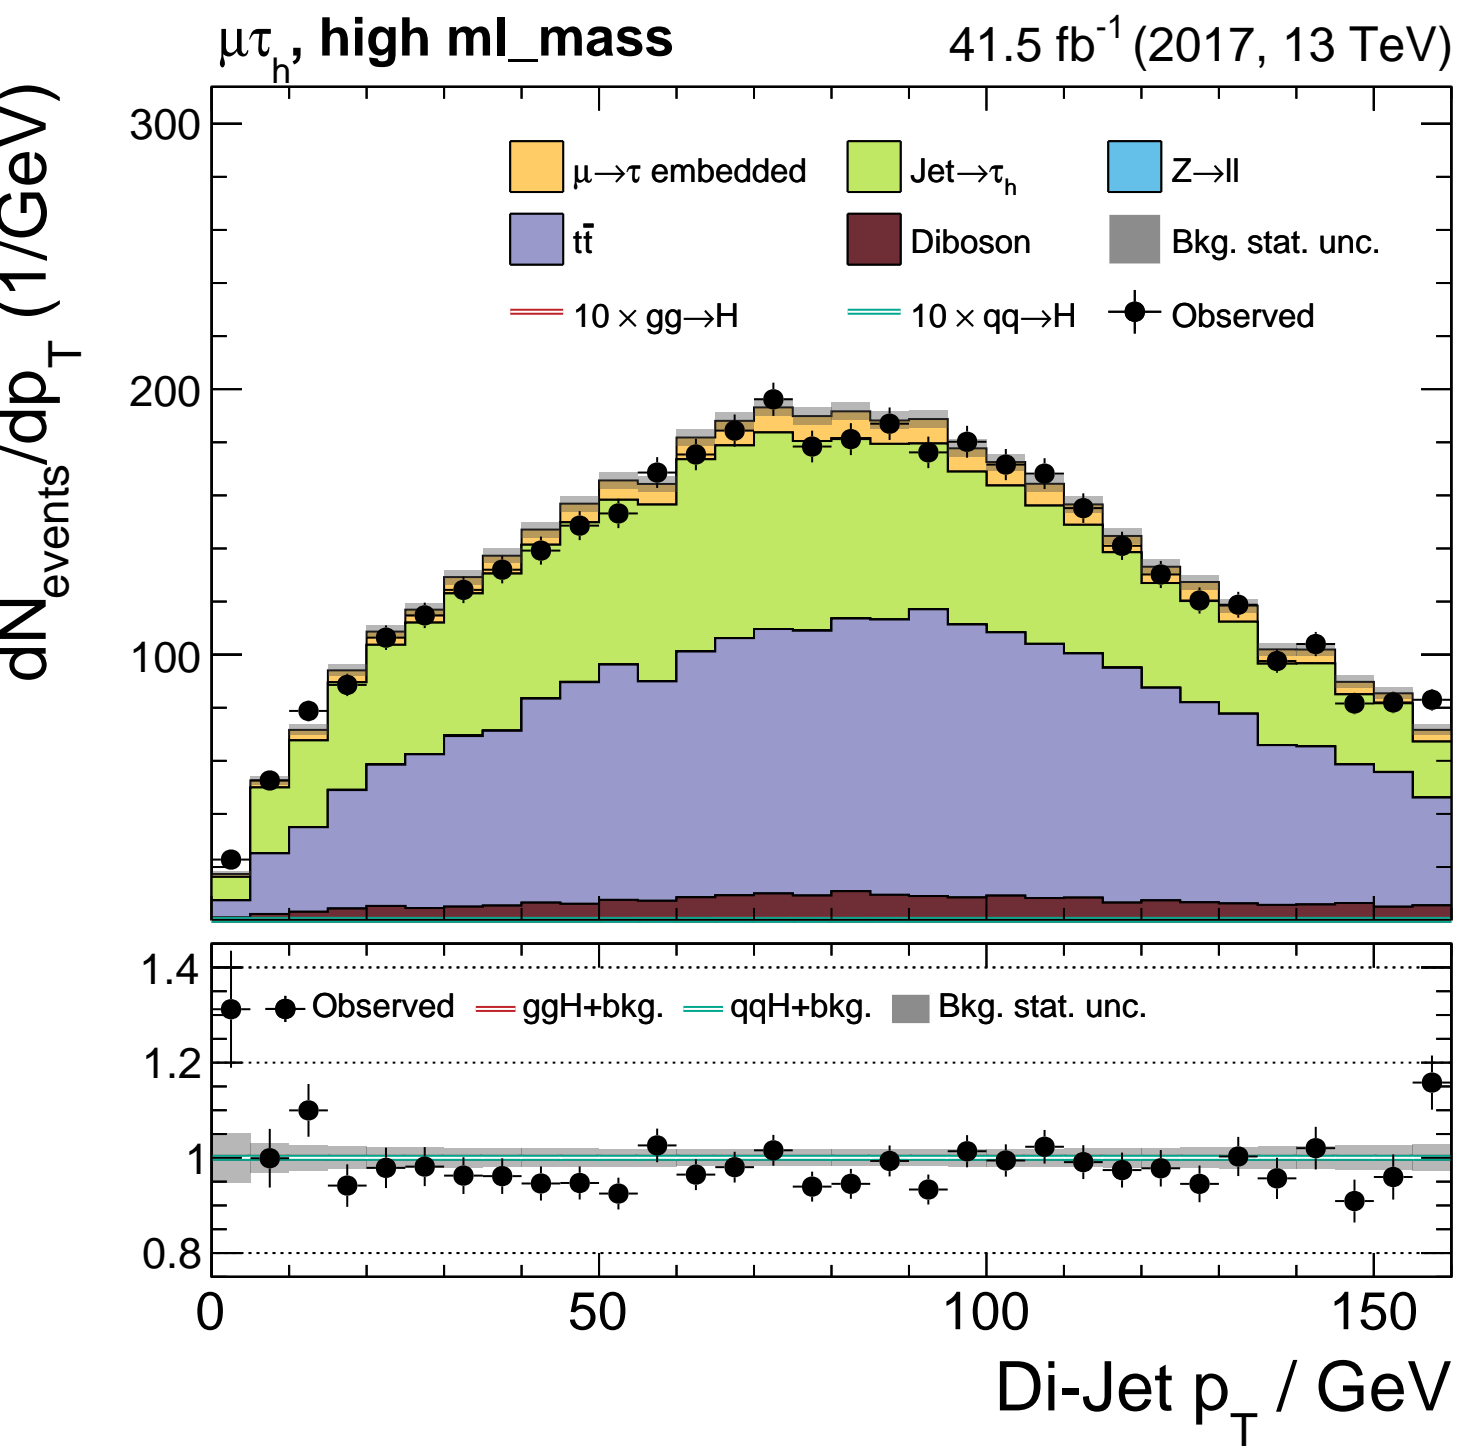 μτh, high ml_mass
41.5 fb-1 (2017, 13 TeV)
dNevents/dpT (1/GeV)
300
200
100
μ→τ embedded
Jet→τh
Z→ll
tt̄
Diboson
Bkg. stat. unc.
10 × gg→H
10 × qq→H
Observed
1.4
1.2
1
0.8
Observed
ggH+bkg.
qqH+bkg.
Bkg. stat. unc.
0
50
100
150
Di-Jet pT / GeV